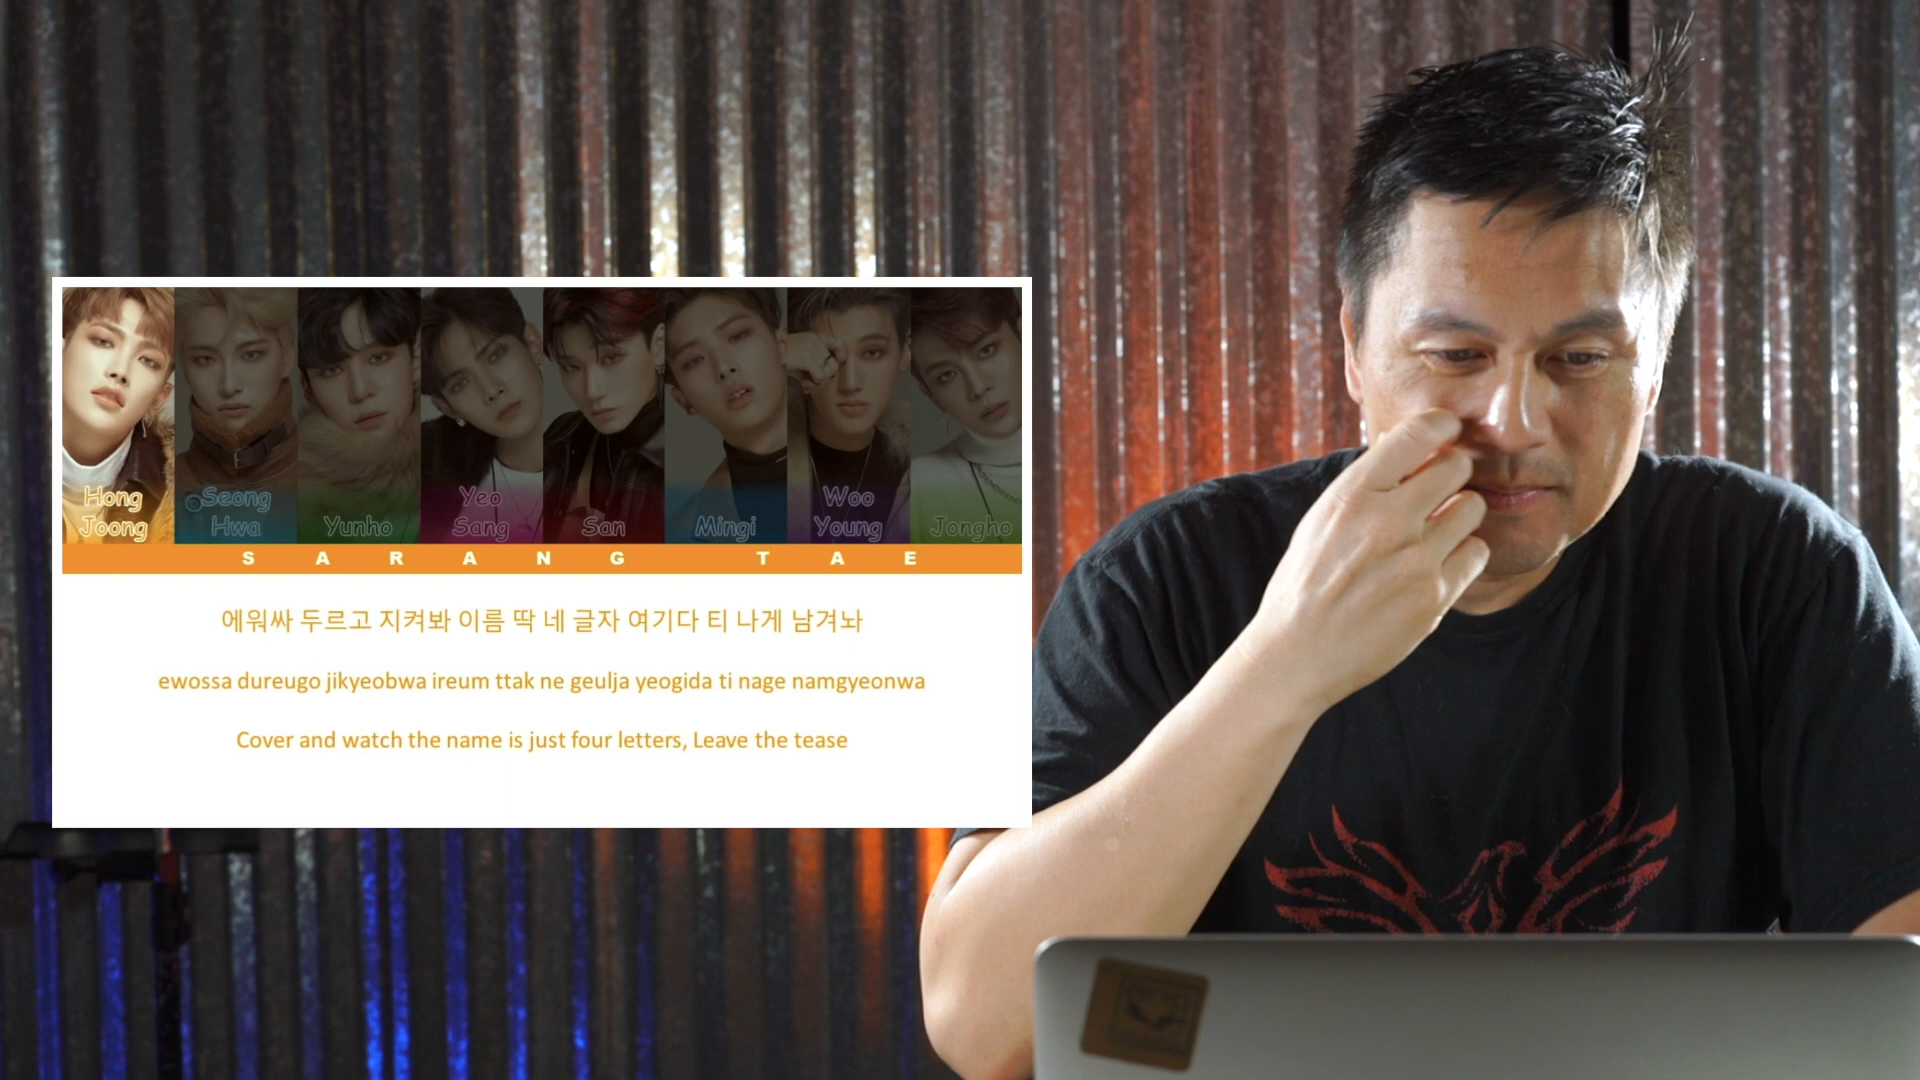 Hong Joong
Seong Hwa
Yunho
Yeo Sang
San
Mingi
Woo Young
Jongho
SARANG TAE
에워싸 두르고 지켜봐 이름 딱 네 글자 여기다 티 나게 남겨놔
ewossa dureugo jikyeobwa ireum ttak ne geulja yeogida ti nage namgyeonwa
Cover and watch the name is just four letters, Leave the tease